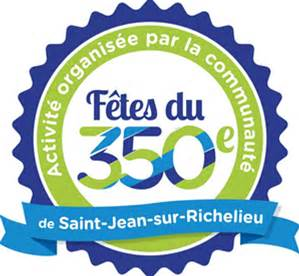 Activité organisée par la communauté
Fêtes du
350e
de Saint-Jean-sur-Richelieu